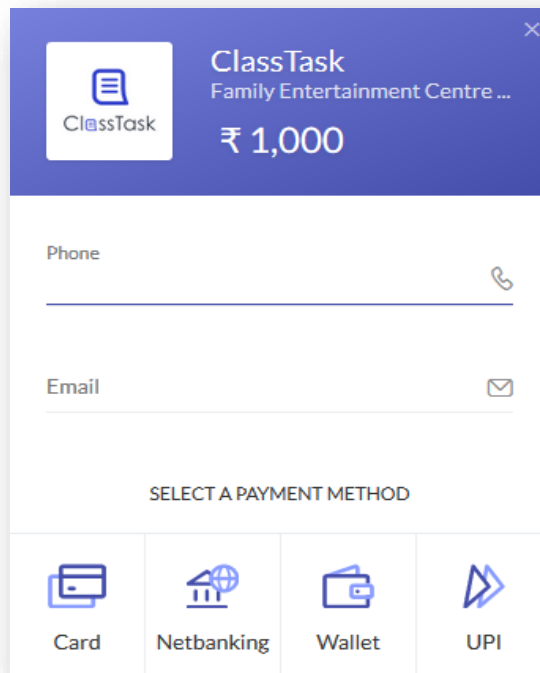 ClassTask
Family Entertainment Centre ...
ClassTask
₹ 1,000
Phone
Email
SELECT A PAYMENT METHOD
Card
Netbanking
Wallet
UPI